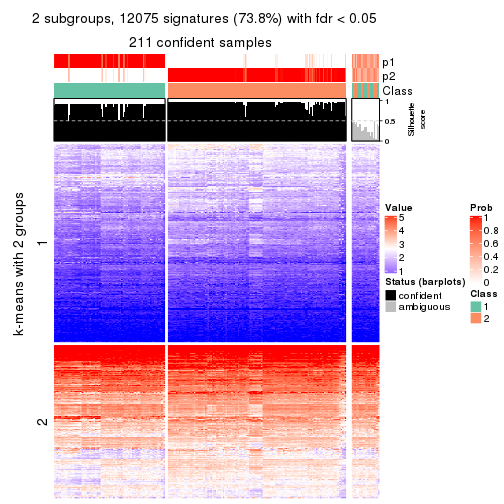 2 subgroups, 12075 signatures (73.8%) with fdr < 0.05
211 confident samples
p1
p2
Class
1
0.5
0
Silhouette
score
k-means with 2 groups
1
2
Value
5
4
3
2
1
Status (barplots)
confident
ambiguous
Prob
1
0.8
0.6
0.4
0.2
0
Class
1
2